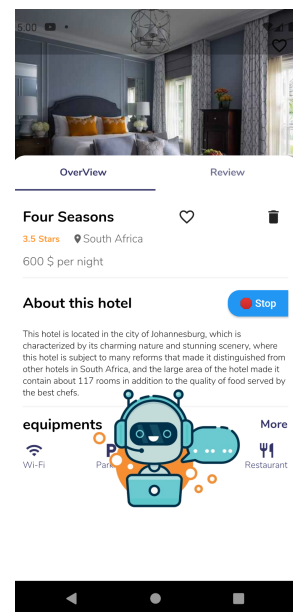 5:00
OverView
Review
Four Seasons
3.5 Stars
South Africa
600 $ per night
About this hotel
Stop
This hotel is located in the city of Johannesburg, which is
characterized by its charming nature and stunning scenery, where
this hotel is subject to many reforms that made it distinguished from
other hotels in South Africa, and the large area of the hotel made it
contain about 117 rooms in addition to the quality of food served by
the best chefs.
equipments
More
P
Wi-Fi
Restaurant